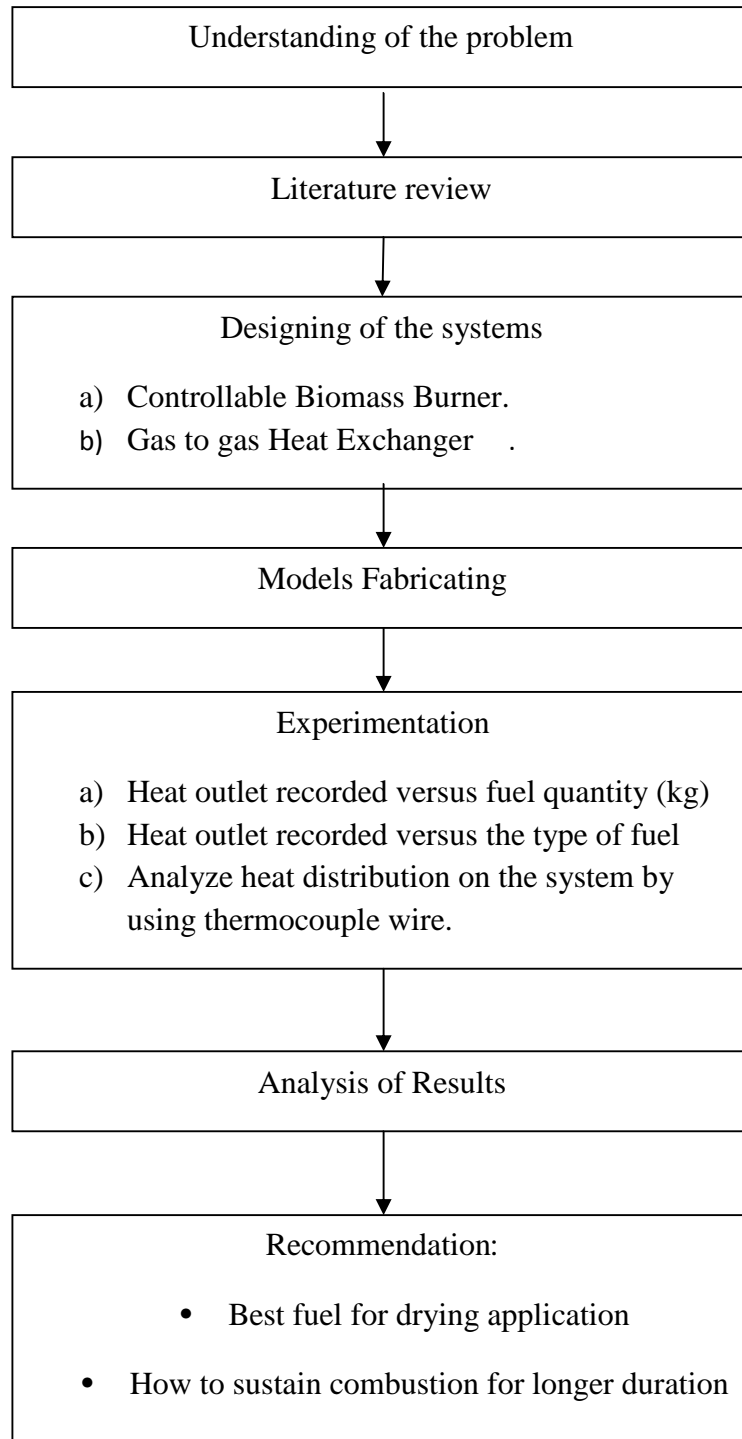 Understanding of the problem
Literature review
Designing of the systems
a) Controllable Biomass Burner.
b) Gas to gas Heat Exchanger .
Models Fabricating
Experimentation
a) Heat outlet recorded versus fuel quantity (kg)
b) Heat outlet recorded versus the type of fuel
c) Analyze heat distribution on the system by
using thermocouple wire.
Analysis of Results
Recommendation:
• Best fuel for drying application
• How to sustain combustion for longer duration